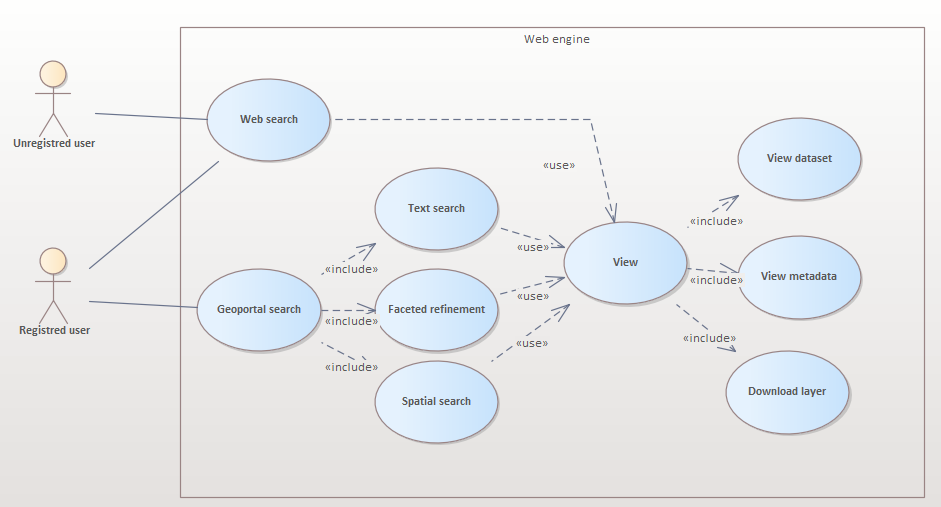 Web engine
Unregistred user
Web search
«use»
View dataset
Text search
«include»
«use»
«include»
View
Registred user
Geoportal search
«include»
Faceted refinement
«use»
«include»
View metadata
«use»
«include»
«include»
Spatial search
Download layer